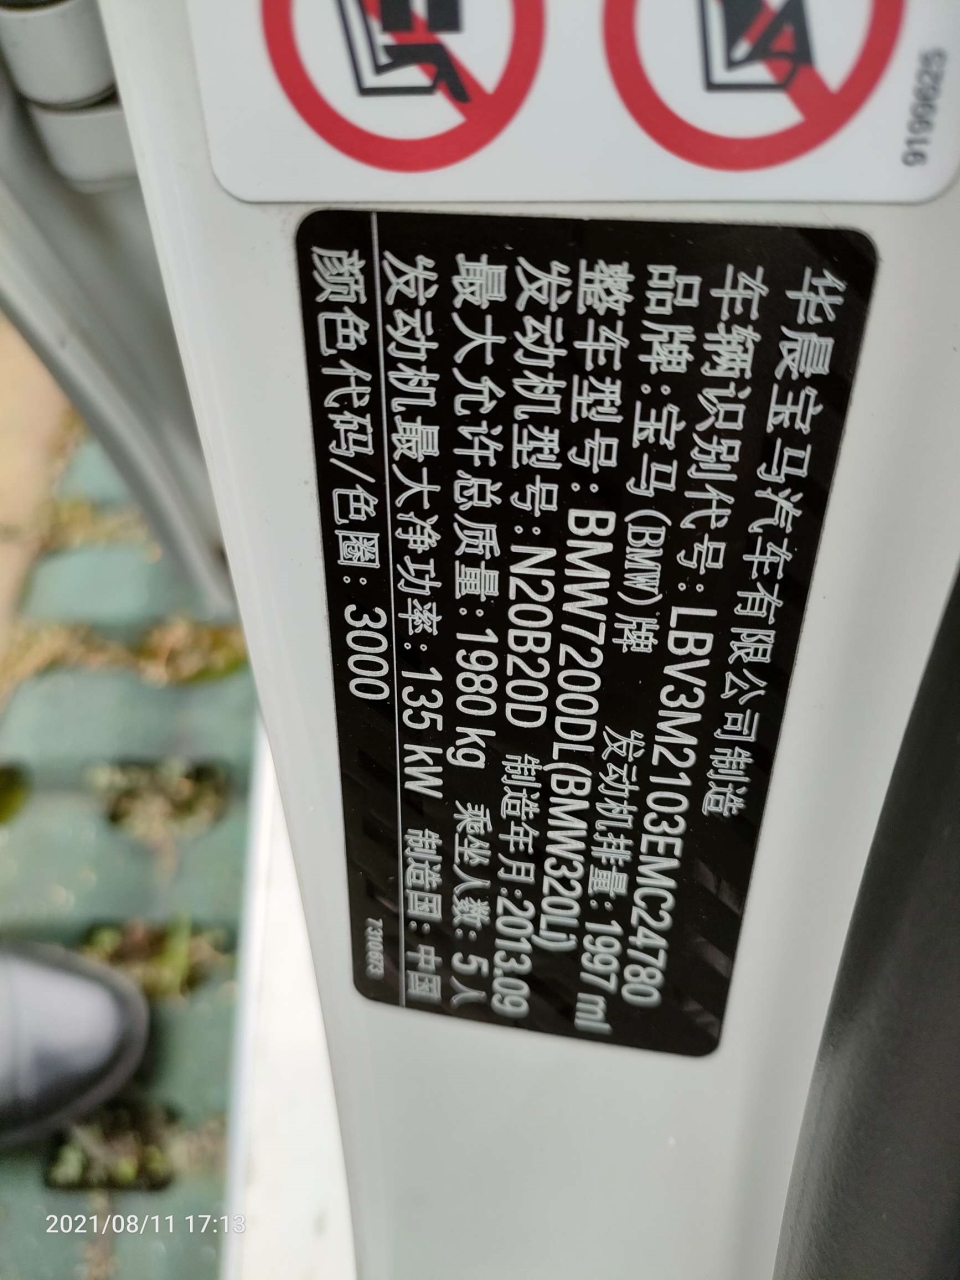 9199625
华晨宝马汽车有限公司制造
车辆识别代号：LBV3M2103EMC24780
品牌：宝马(BMW)牌 发动机排量：1997 ml
整车型号：BMW7200DL(BMW320Li)
发动机型号：N20B20D 制造年月：2013.09
最大允许总质量：1980 kg 乘坐人数：5人
发动机最大净功率：135 kW 制造国：中国
颜色代码/色圈：3000
7310673
2021/08/11 17:13